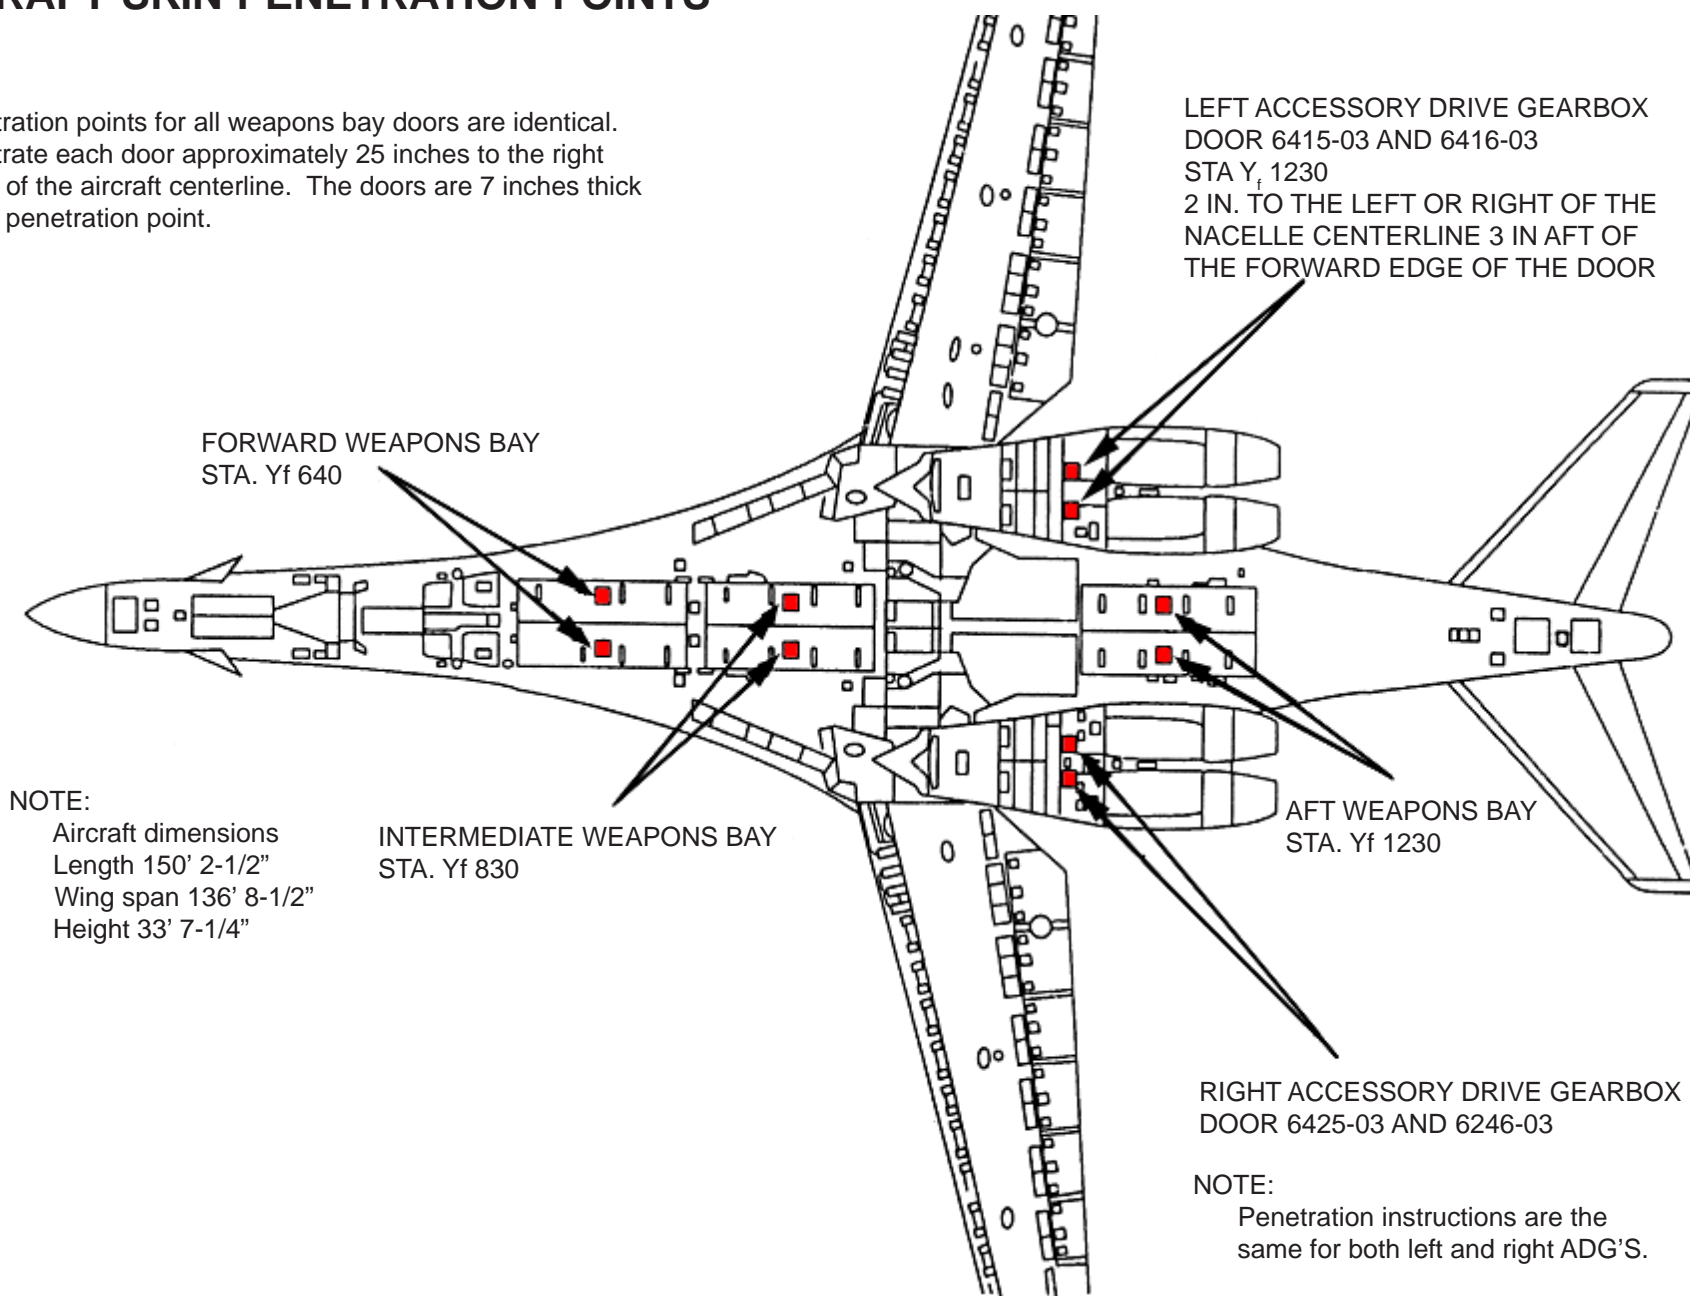 RAFT SKIN PENETRATION POINTS
tration points for all weapons bay doors are identical.
trate each door approximately 25 inches to the right
of the aircraft centerline.  The doors are 7 inches thick
penetration point.
LEFT ACCESSORY DRIVE GEARBOX
DOOR 6415-03 AND 6416-03
STA Yf 1230
2 IN. TO THE LEFT OR RIGHT OF THE
NACELLE CENTERLINE 3 IN AFT OF
THE FORWARD EDGE OF THE DOOR
FORWARD WEAPONS BAY
STA. Yf 640
NOTE:
Aircraft dimensions
Length 150’ 2-1/2”
Wing span 136’ 8-1/2”
Height 33’ 7-1/4”
INTERMEDIATE WEAPONS BAY
STA. Yf 830
AFT WEAPONS BAY
STA. Yf 1230
RIGHT ACCESSORY DRIVE GEARBOX
DOOR 6425-03 AND 6246-03
NOTE:
Penetration instructions are the
same for both left and right ADG’S.